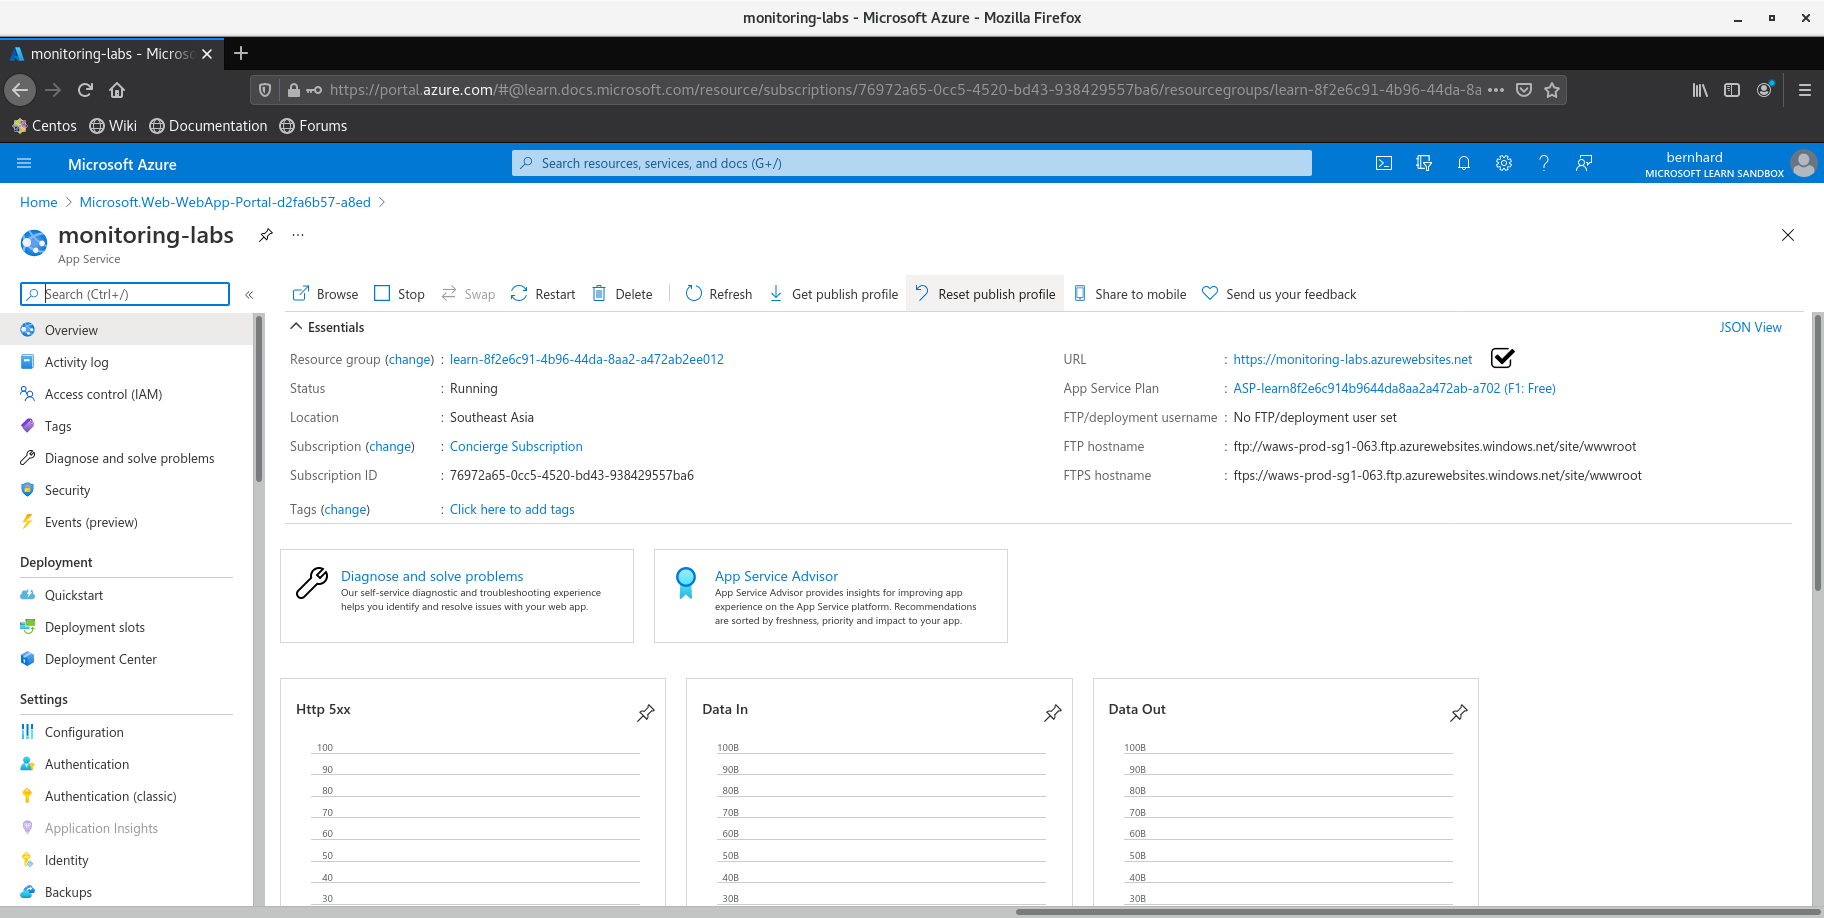 monitoring-labs - Microsoft Azure - Mozilla Firefox
monitoring-labs - Microso
https://portal.azure.com/#@learn.docs.microsoft.com/resource/subscriptions/76972a65-0cc5-4520-bd43-938429557ba6/resourcegroups/learn-8f2e6c91-4b96-44da-8a
Centos Wiki Documentation Forums
Microsoft Azure
Search resources, services, and docs (G+/)
bernhard
MICROSOFT LEARN SANDBOX
Home > Microsoft.Web-WebApp-Portal-d2fa6b57-a8ed >
monitoring-labs
App Service
Search (Ctrl+/)
Overview
Activity log
Access control (IAM)
Tags
Diagnose and solve problems
Security
Events (preview)
Deployment
Quickstart
Deployment slots
Deployment Center
Settings
Configuration
Authentication
Authentication (classic)
Application Insights
Identity
Backups
Browse Stop Swap Restart Delete Refresh Get publish profile Reset publish profile Share to mobile Send us your feedback
Essentials
JSON View
Resource group (change) : learn-8f2e6c91-4b96-44da-8aa2-a472ab2ee012
Status : Running
Location : Southeast Asia
Subscription (change) : Concierge Subscription
Subscription ID : 76972a65-0cc5-4520-bd43-938429557ba6
Tags (change) : Click here to add tags
URL : https://monitoring-labs.azurewebsites.net
App Service Plan : ASP-learn8f2e6c914b9644da8aa2a472ab-a702 (F1: Free)
FTP/deployment username : No FTP/deployment user set
FTP hostname : ftp://waws-prod-sg1-063.ftp.azurewebsites.windows.net/site/wwwroot
FTPS hostname : ftps://waws-prod-sg1-063.ftp.azurewebsites.windows.net/site/wwwroot
Diagnose and solve problems
Our self-service diagnostic and troubleshooting experience
helps you identify and resolve issues with your web app.
App Service Advisor
App Service Advisor provides insights for improving app
experience on the App Service platform. Recommendations
are sorted by freshness, priority and impact to your app.
Http 5xx
100
90
80
70
60
50
40
30
Data In
100B
90B
80B
70B
60B
50B
40B
30B
Data Out
100B
90B
80B
70B
60B
50B
40B
30B